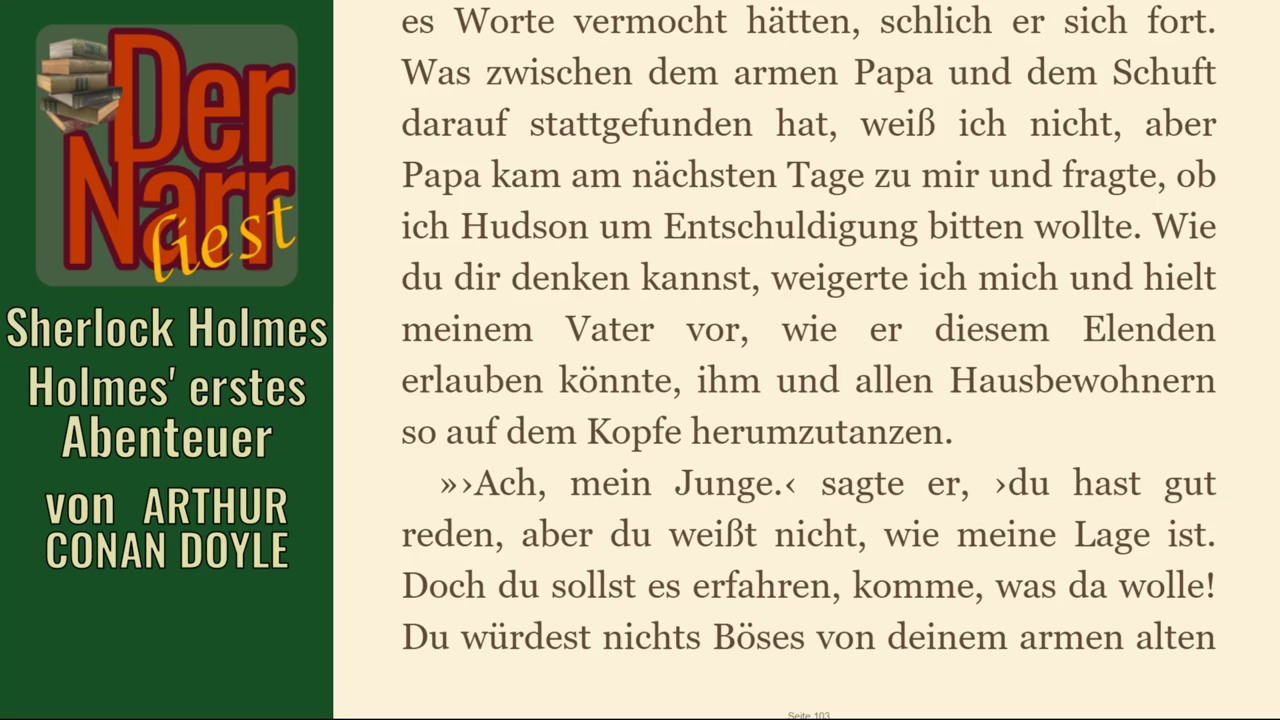 Der
Narr
liest
Sherlock Holmes
Holmes' erstes
Abenteuer
von ARTHUR
CONAN DOYLE
es Worte vermocht hätten, schlich er sich fort.
Was zwischen dem armen Papa und dem Schuft
darauf stattgefunden hat, weiß ich nicht, aber
Papa kam am nächsten Tage zu mir und fragte, ob
ich Hudson um Entschuldigung bitten wollte. Wie
du dir denken kannst, weigerte ich mich und hielt
meinem Vater vor, wie er diesem Elenden
erlauben könnte, ihm und allen Hausbewohnern
so auf dem Kopfe herumzutanzen.
»›Ach, mein Junge.‹ sagte er, ›du hast gut
reden, aber du weißt nicht, wie meine Lage ist.
Doch du sollst es erfahren, komme, was da wolle!
Du würdest nichts Böses von deinem armen alten
Seite 103